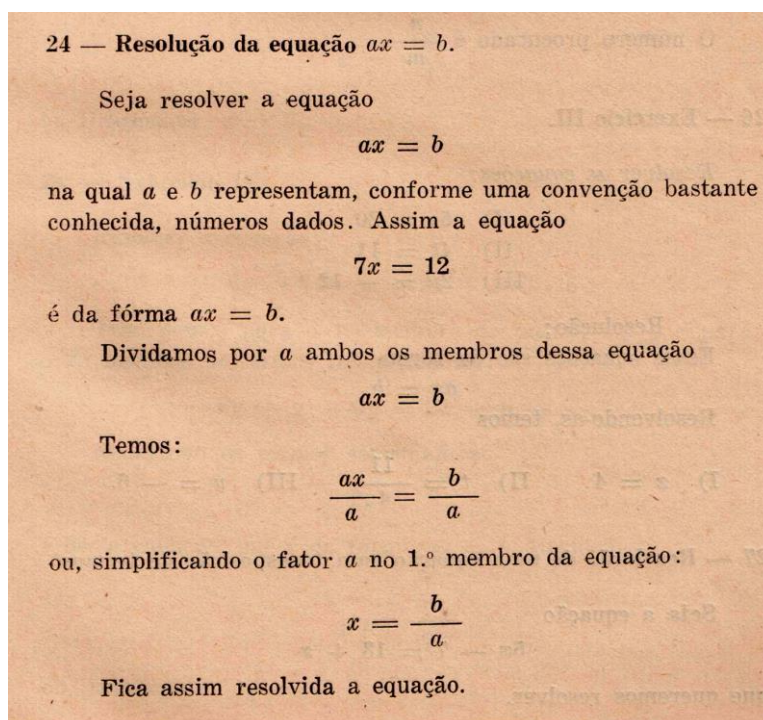 24 — Resolução da equação ax = b.
Seja resolver a equação
ax = b
na qual a e b representam, conforme uma convenção bastante
conhecida, números dados. Assim a equação
7x = 12
é da fórma ax = b.
Dividamos por a ambos os membros dessa equação
ax = b
Temos:
ax/a = b/a
ou, simplificando o fator a no 1.º membro da equação:
x = b/a
Fica assim resolvida a equação.